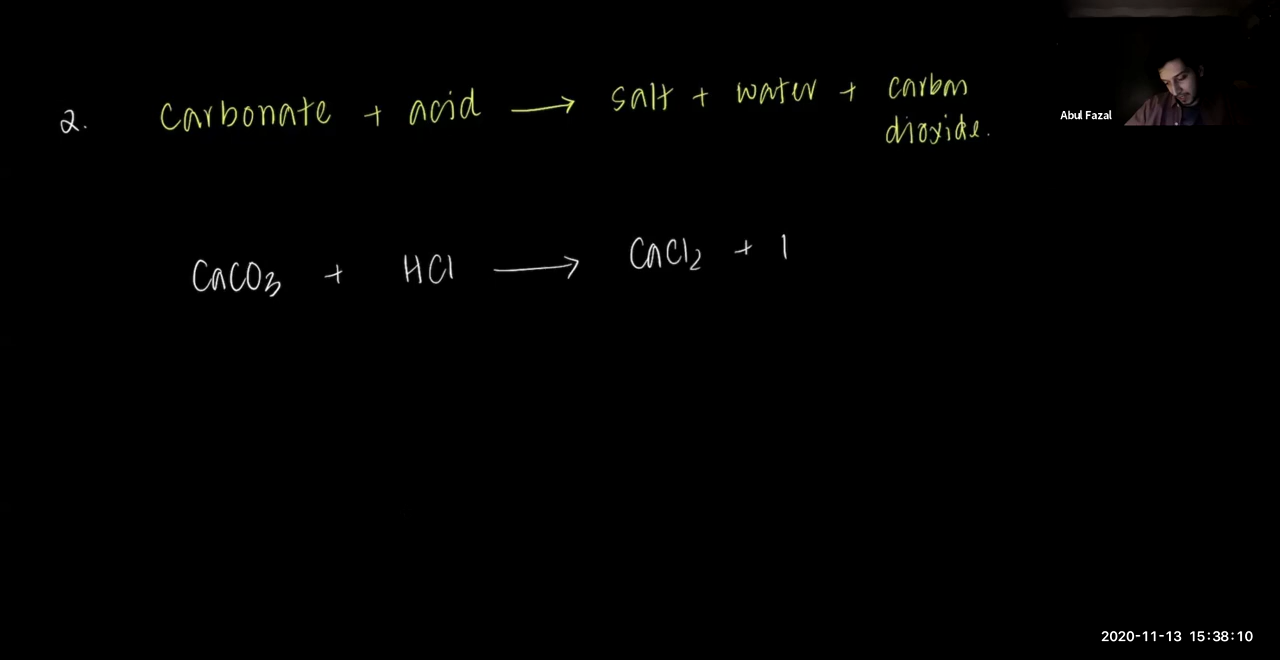 2. Carbonate + acid → salt + water + carbon
dioxide.
Abul Fazal
CaCO₃ + HCl → CaCl₂ +
2020-11-13 15:38:10